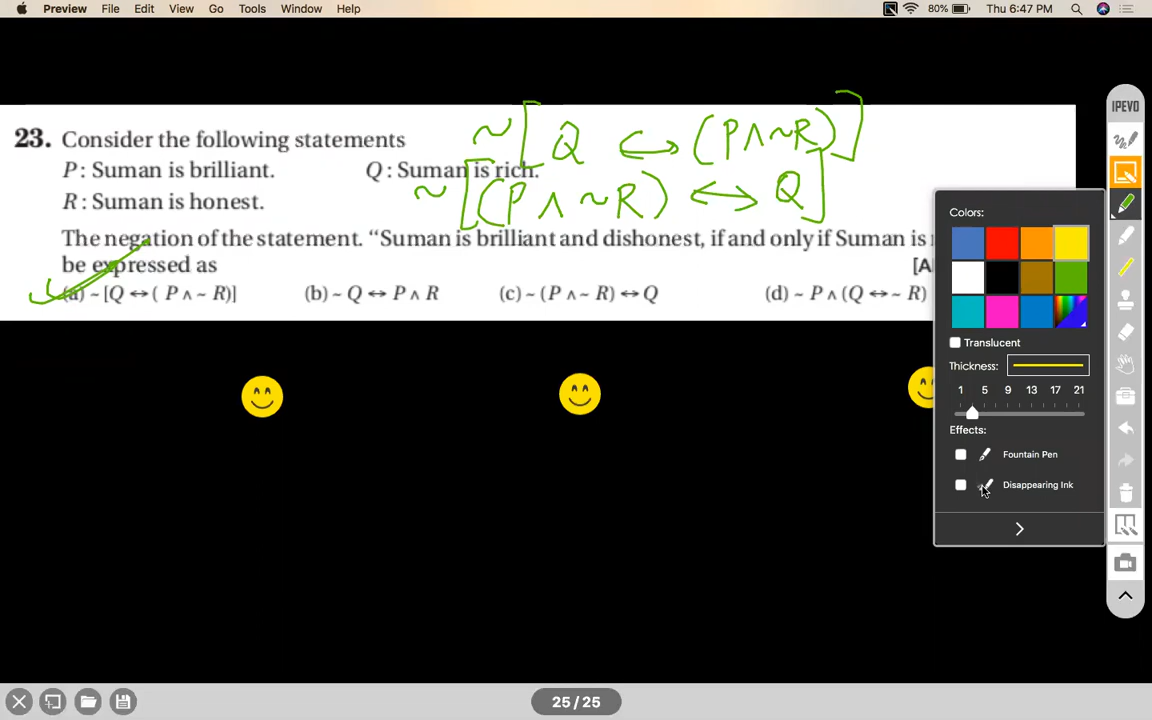 Preview File Edit View Go Tools Window Help 80% Thu 6:47 PM
IPEVO
~[Q ↔ (P∧~R)]
23. Consider the following statements
P : Suman is brilliant. Q : Suman is rich.
~[(P ∧ ~R) ↔ Q]
R : Suman is honest.
The negation of the statement. “Suman is brilliant and dishonest, if and only if Suman is
be expressed as [A
(a) ~ [Q ↔ ( P ∧ ~ R)] (b) ~ Q ↔ P ∧ R (c) ~ (P ∧ ~ R) ↔ Q (d) ~ P ∧ (Q ↔ ~ R)
Colors:
Translucent
Thickness:
1 5 9 13 17 21
Effects:
Fountain Pen
Disappearing Ink
25 / 25